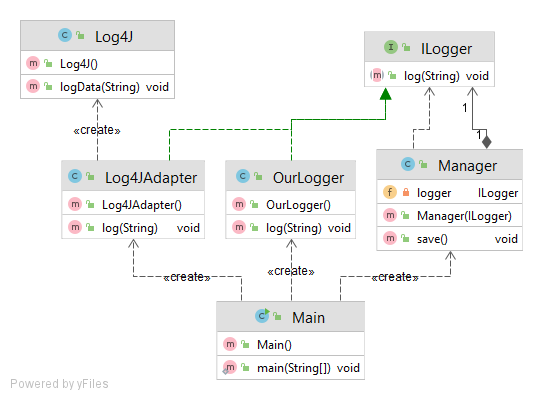 Log4J
Log4J()
logData(String) void
ILogger
log(String) void
«create»
1
1
Log4JAdapter
Log4JAdapter()
log(String) void
OurLogger
OurLogger()
log(String) void
Manager
logger ILogger
Manager(ILogger)
save() void
«create»
«create»
«create»
Main
Main()
main(String[]) void
Powered by yFiles